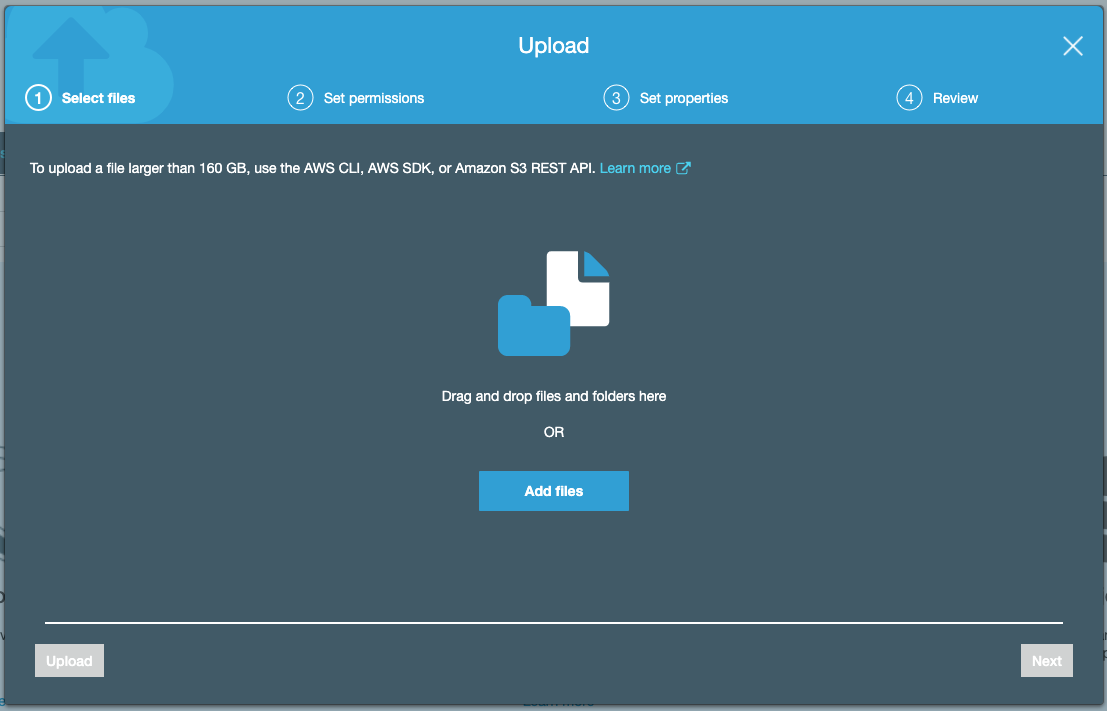 Upload
1 Select files
2 Set permissions
3 Set properties
4 Review
To upload a file larger than 160 GB, use the AWS CLI, AWS SDK, or Amazon S3 REST API. Learn more
Drag and drop files and folders here
OR
Add files
Upload
Next